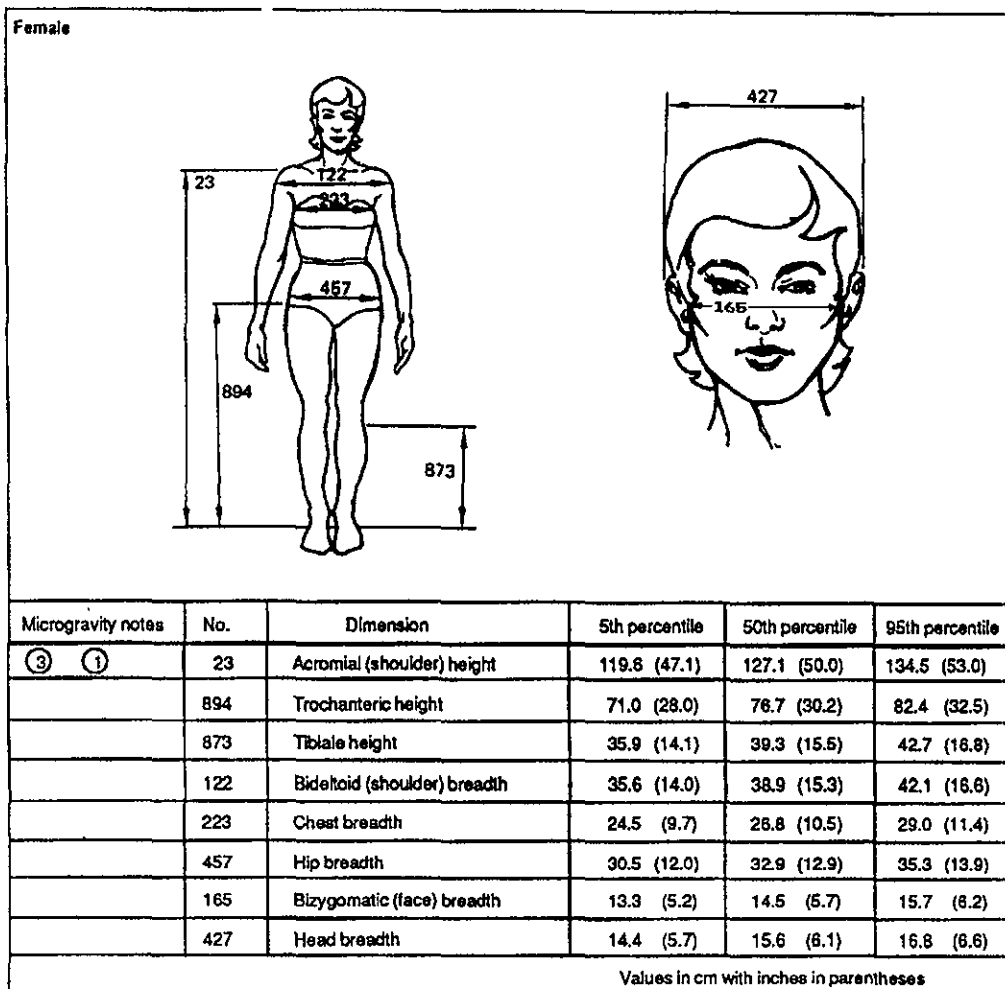 Female
427
23
122
223
457
165
894
873
Microgravity notes No. Dimension 5th percentile 50th percentile 95th percentile
③ ① 23 Acromial (shoulder) height 119.6 (47.1) 127.1 (50.0) 134.5 (53.0)
894 Trochanteric height 71.0 (28.0) 76.7 (30.2) 82.4 (32.5)
873 Tibiale height 35.9 (14.1) 39.3 (15.5) 42.7 (16.8)
122 Bideltoid (shoulder) breadth 35.6 (14.0) 38.9 (15.3) 42.1 (16.6)
223 Chest breadth 24.5 (9.7) 26.8 (10.5) 29.0 (11.4)
457 Hip breadth 30.5 (12.0) 32.9 (12.9) 35.3 (13.9)
165 Bizygomatic (face) breadth 13.3 (5.2) 14.5 (5.7) 15.7 (6.2)
427 Head breadth 14.4 (5.7) 15.6 (6.1) 16.8 (6.6)
Values in cm with inches in parentheses